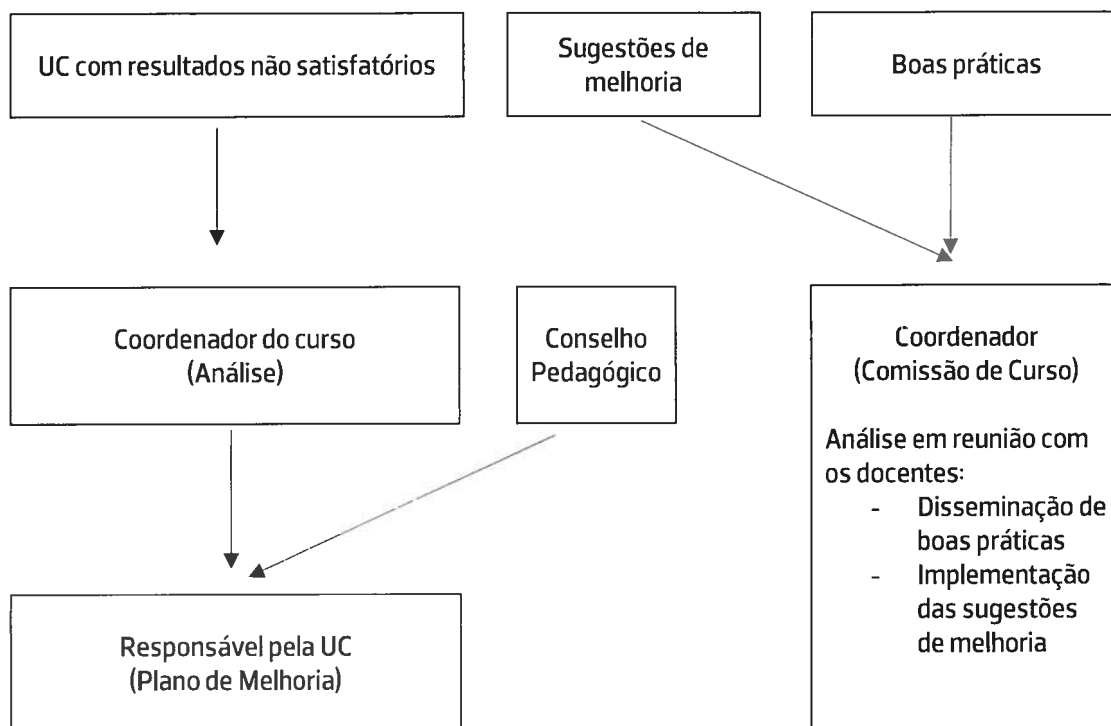 UC com resultados não satisfatórios
Sugestões de
melhoria
Boas práticas
Coordenador do curso
(Análise)
Conselho
Pedagógico
Coordenador
(Comissão de Curso)
Análise em reunião com
os docentes:
- Disseminação de
boas práticas
- Implementação
das sugestões
de melhoria
Responsável pela UC
(Plano de Melhoria)